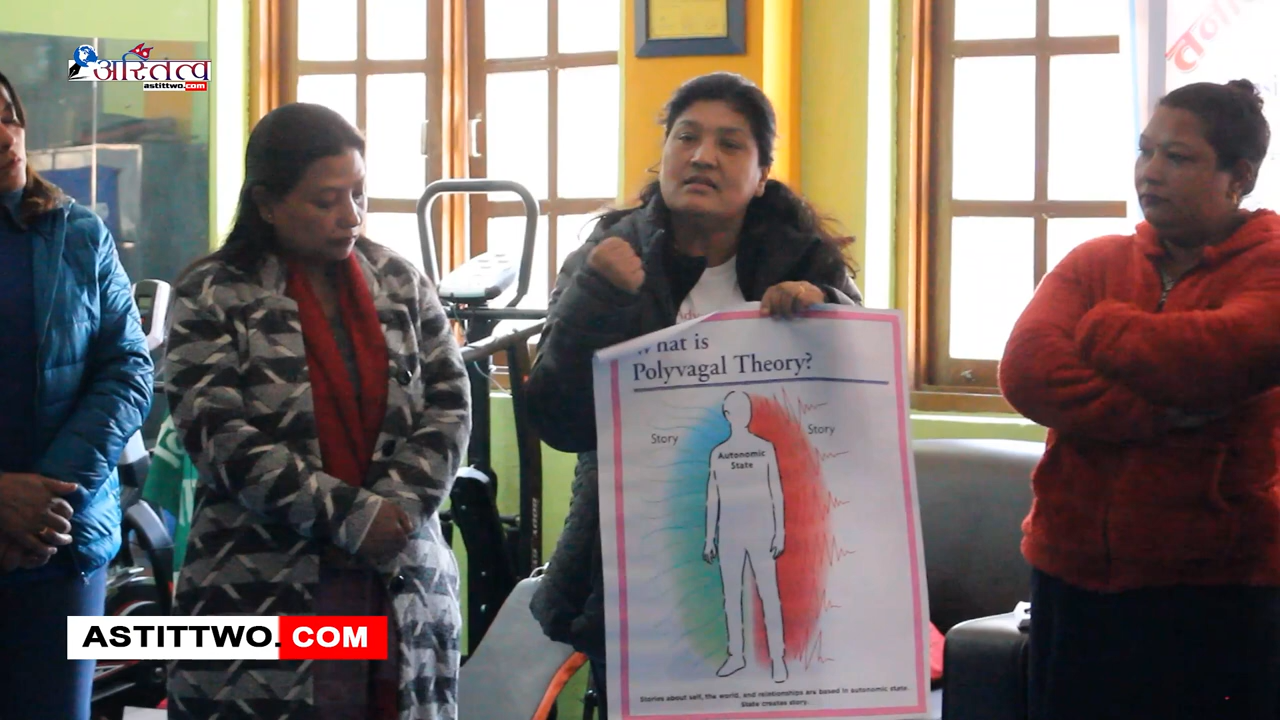 अस्तित्व
astittwo.com
What is
Polyvagal Theory?
Story
Story
Autonomic
State
Stories about self, the world, and relationships are based in autonomic state.
State creates story.
ASTITTWO.COM